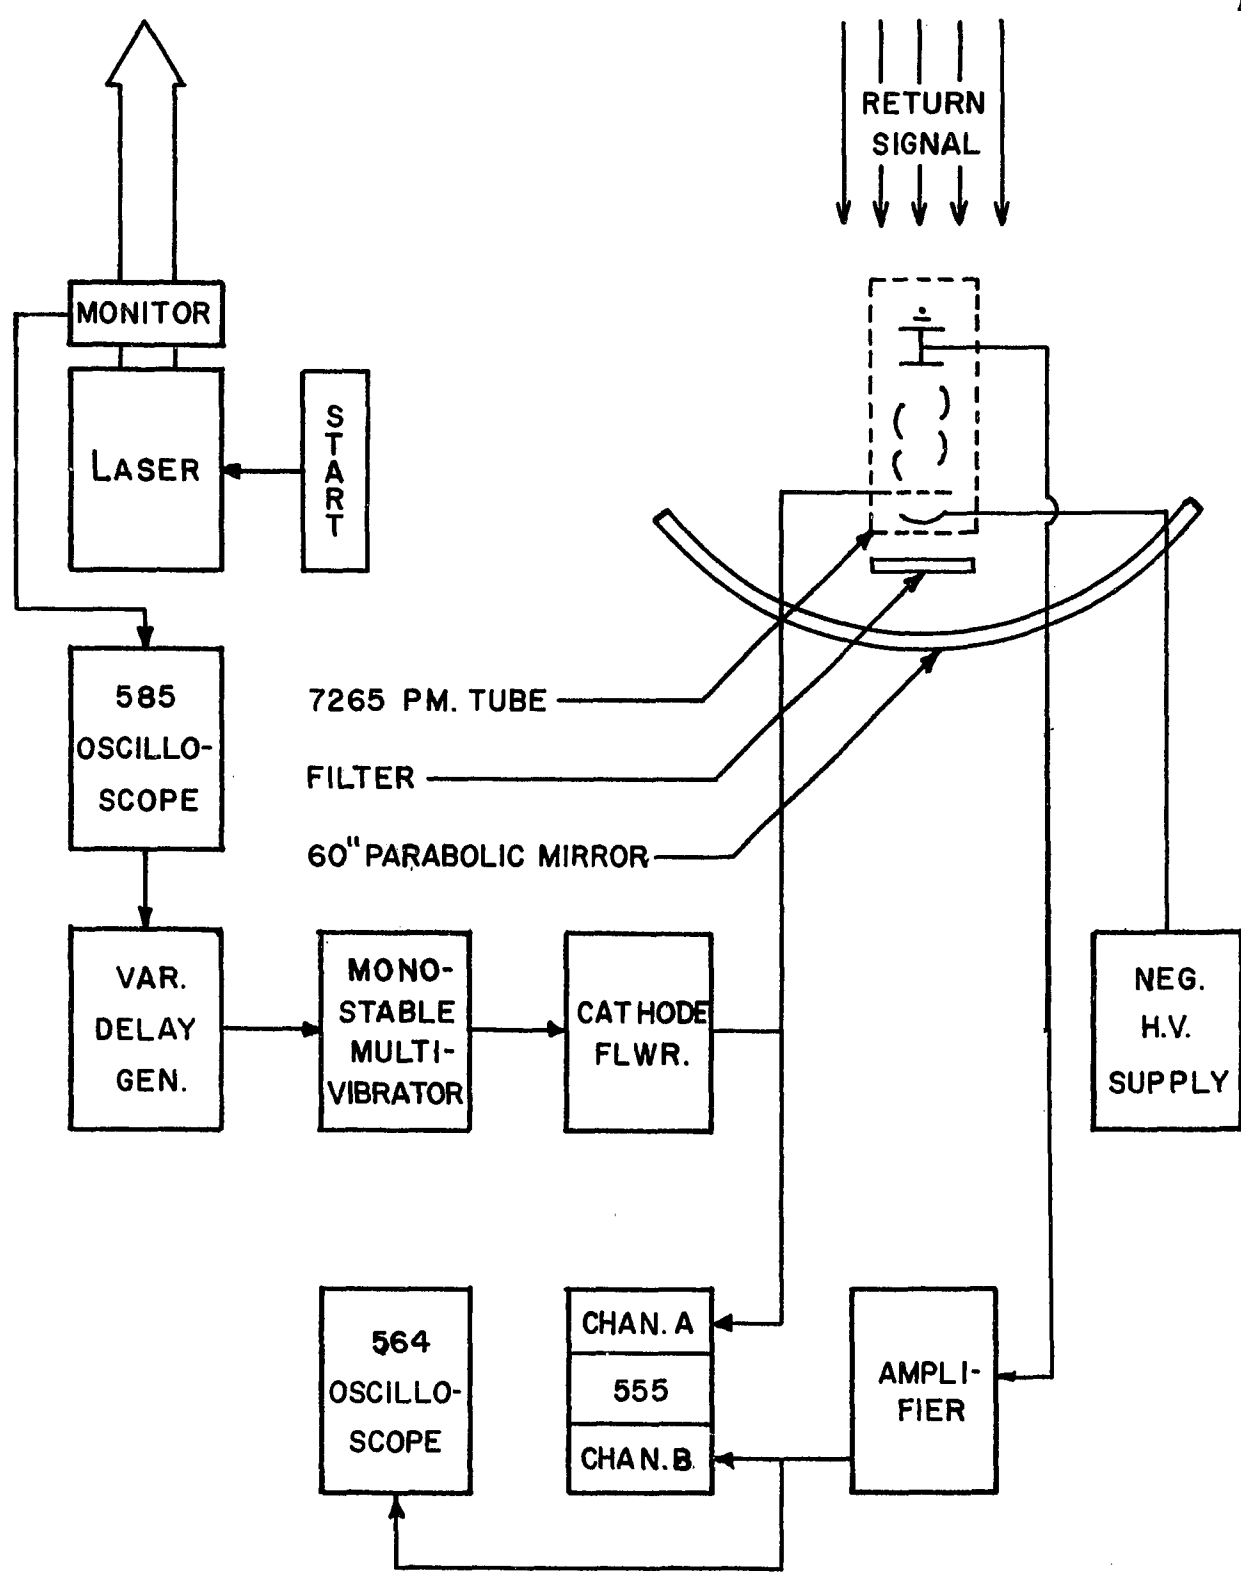 RETURN
SIGNAL
MONITOR
LASER
START
585
OSCILLO-
SCOPE
7265 PM. TUBE
FILTER
60" PARABOLIC MIRROR
VAR.
DELAY
GEN.
MONO-
STABLE
MULTI-
VIBRATOR
CATHODE
FLWR.
NEG.
H.V.
SUPPLY
564
OSCILLO-
SCOPE
CHAN. A
555
CHAN. B
AMPLI-
FIER